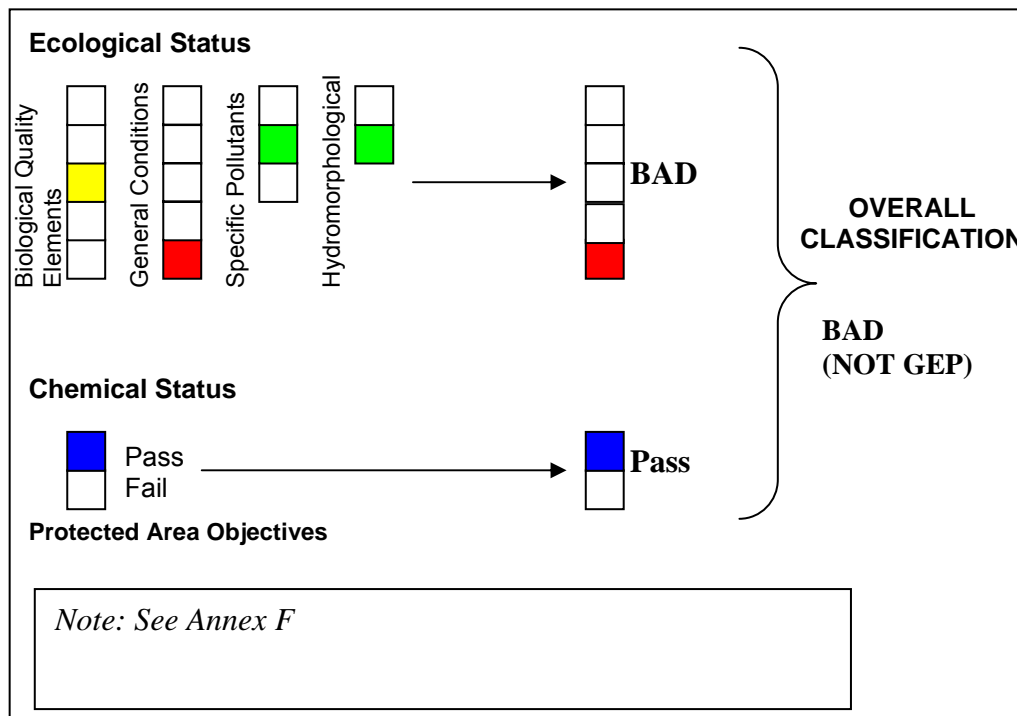 Ecological Status
Biological Quality
Elements
General Conditions
Specific Pollutants
Hydromorphological
BAD
OVERALL
CLASSIFICATION
BAD
(NOT GEP)
Chemical Status
Pass
Fail
Pass
Protected Area Objectives
Note: See Annex F